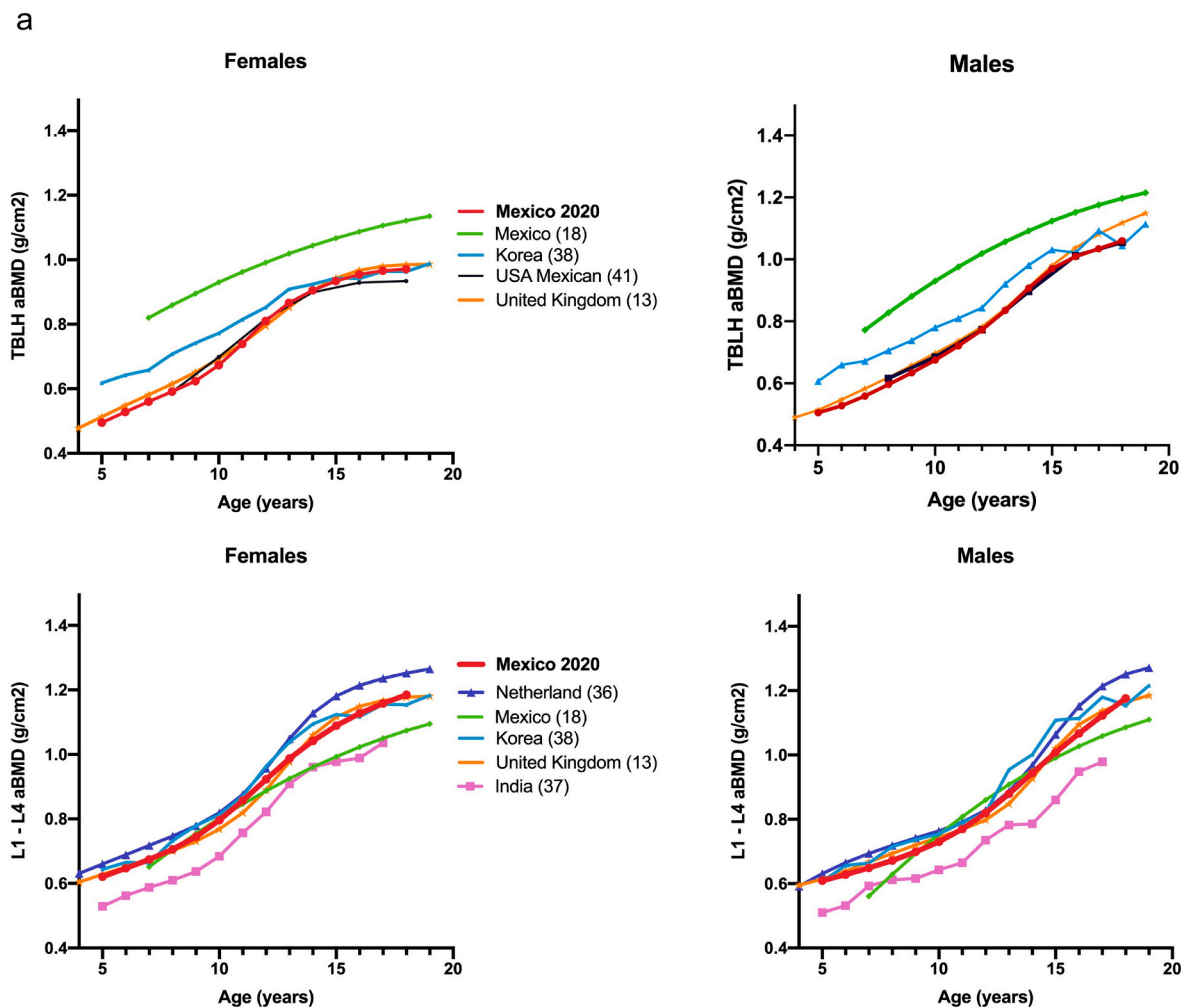 a
Females
TBLH aBMD (g/cm2)
1.4
1.2
1.0
0.8
0.6
0.4
5
10
15
20
Age (years)
Mexico 2020
Mexico (18)
Korea (38)
USA Mexican (41)
United Kingdom (13)
Males
TBLH aBMD (g/cm2)
1.4
1.2
1.0
0.8
0.6
0.4
5
10
15
20
Age (years)
Females
L1 - L4 aBMD (g/cm2)
1.4
1.2
1.0
0.8
0.6
0.4
5
10
15
20
Age (years)
Mexico 2020
Netherland (36)
Mexico (18)
Korea (38)
United Kingdom (13)
India (37)
Males
L1 - L4 aBMD (g/cm2)
1.4
1.2
1.0
0.8
0.6
0.4
5
10
15
20
Age (years)